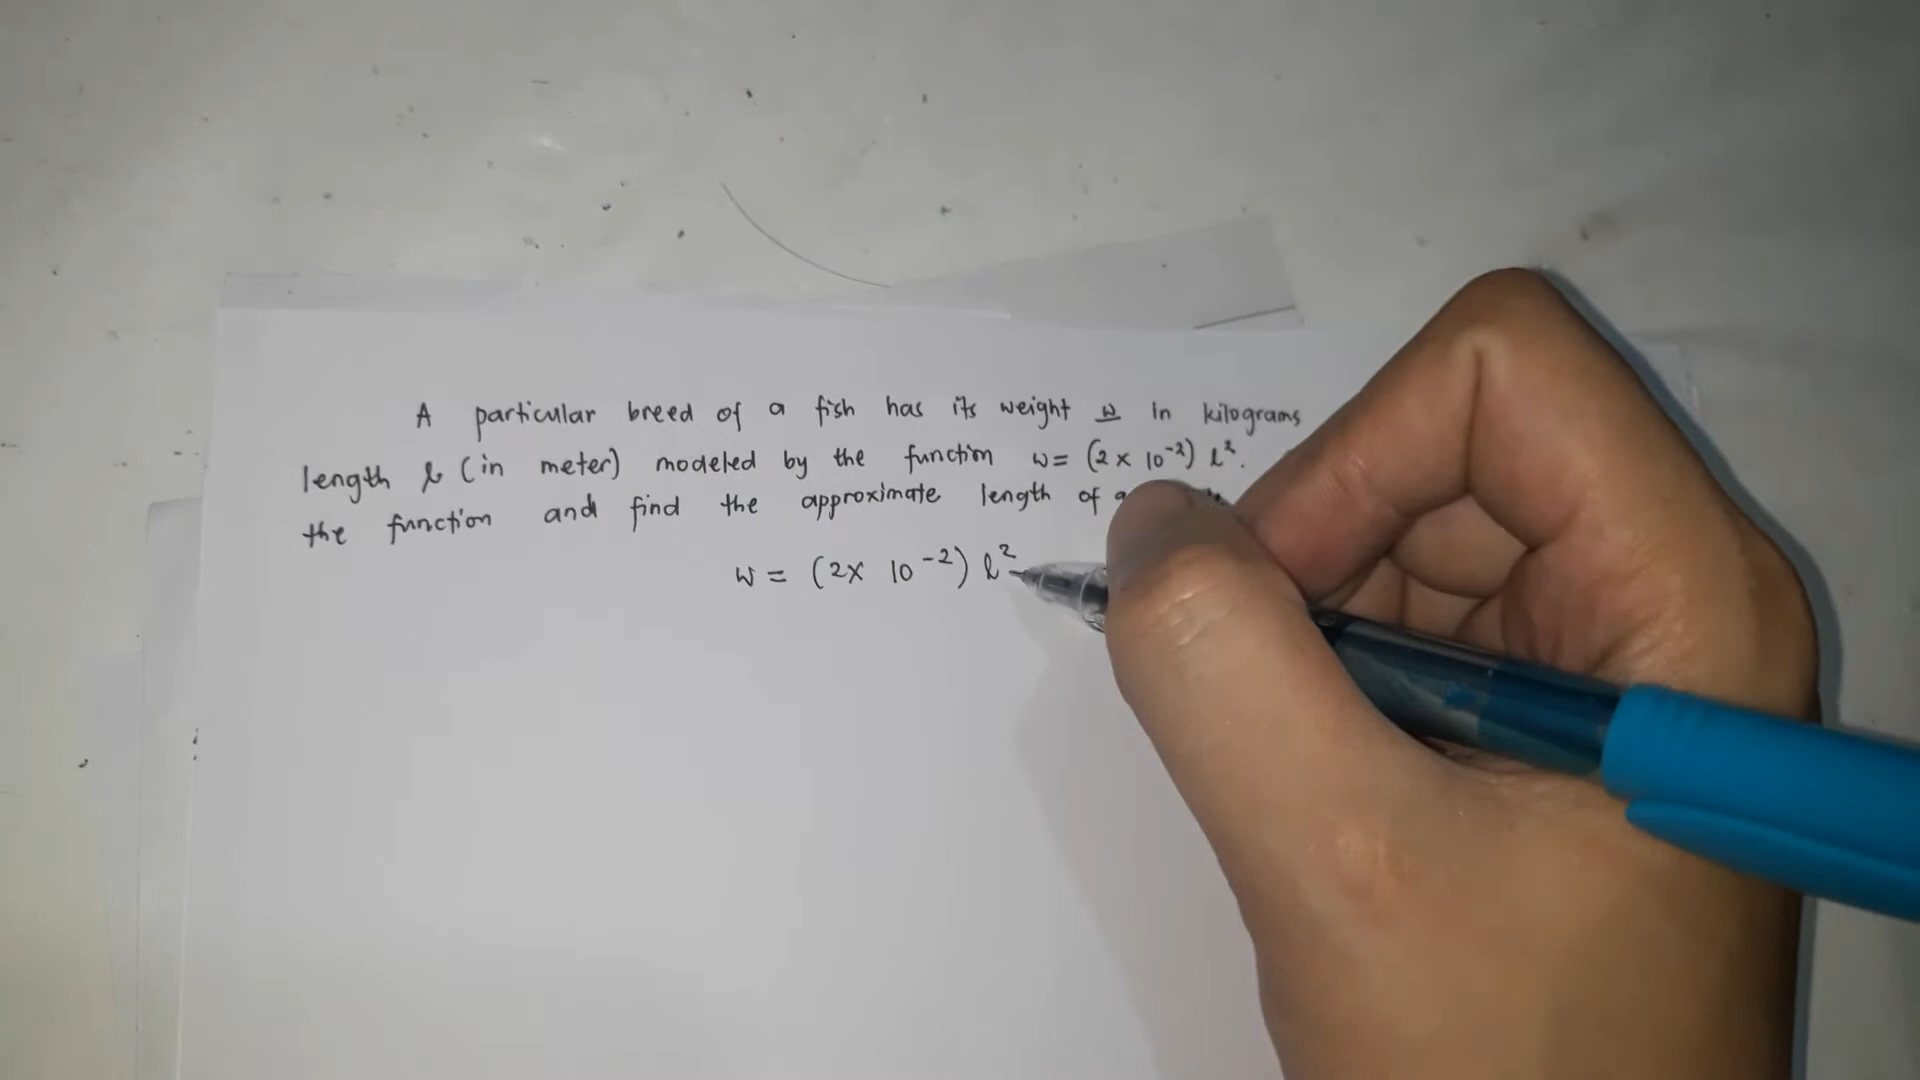 A particular breed of a fish has its weight w in kilograms
length l (in meter) modeled by the function w = (2 x 10⁻²) l².
the function and find the approximate length of a
w = (2x 10⁻²) l²